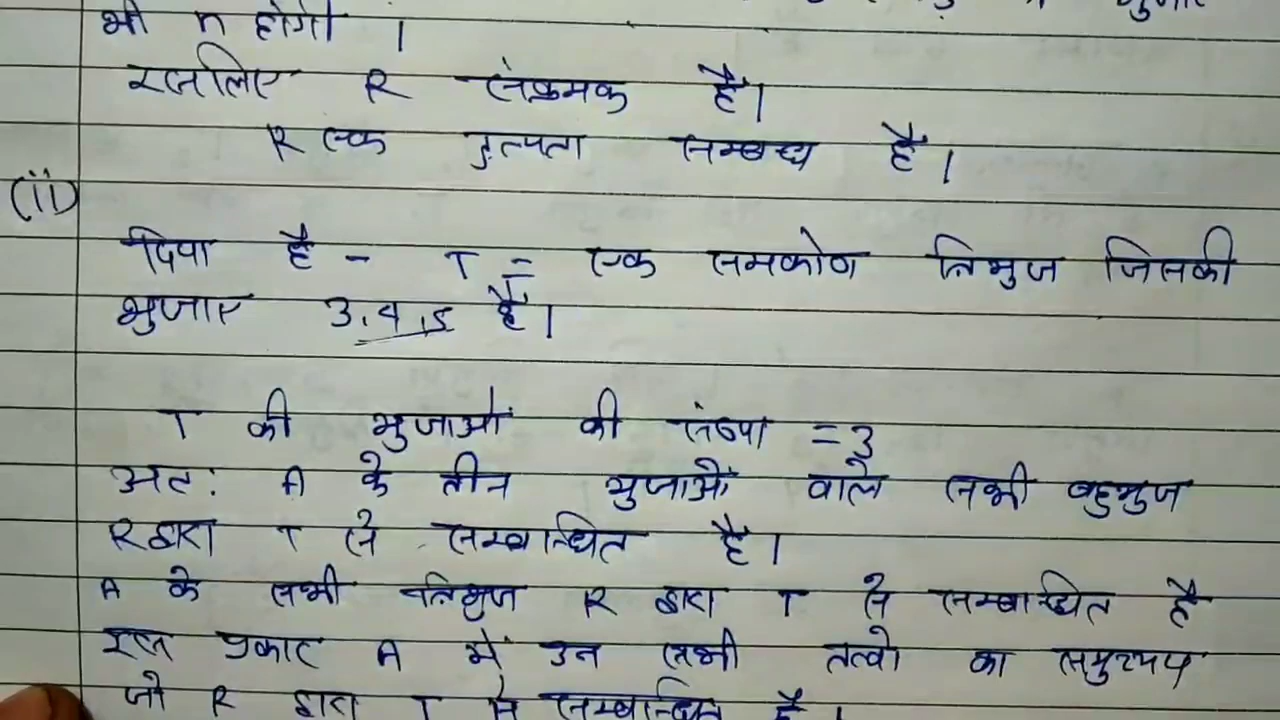 भी n होगी ।
इसलिए R संक्रमक है।
R एक तुल्यता सम्बन्ध है।
(ii)
दिया है - T = एक समकोण त्रिभुज जिसकी
भुजाए 3,4,5 है।
T की भुजाओं की संख्या = 3
अतः A के तीन भुजाओं वाले सभी बहुभुज
R द्वारा T से सम्बन्धित है।
A के सभी त्रिभुज R द्वारा T से सम्बन्धित है
इस प्रकार A में उन सभी तत्वो का समुच्चय
जो R द्वारा T से सम्बन्धित है।